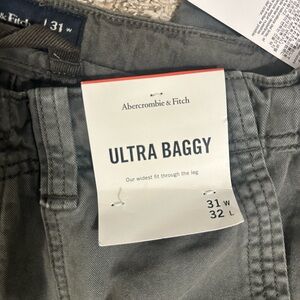 & Fitch | 31 w
Abercrombie & Fitch
ULTRA BAGGY
Our widest fit through the leg
31 W
32 L